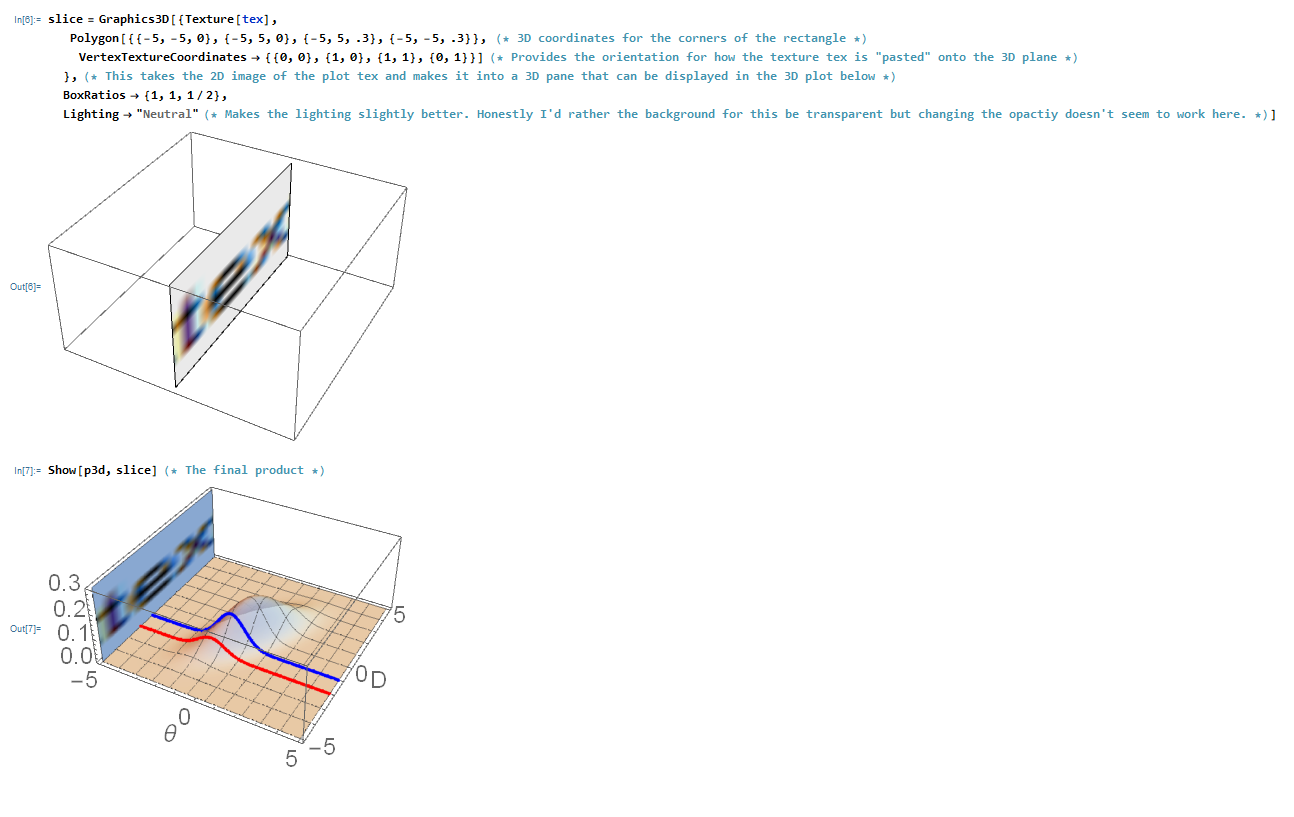 In[6]:= slice = Graphics3D[{Texture[tex],
Polygon[{{-5, -5, 0}, {-5, 5, 0}, {-5, 5, .3}, {-5, -5, .3}}, (* 3D coordinates for the corners of the rectangle *)
VertexTextureCoordinates → {{0, 0}, {1, 0}, {1, 1}, {0, 1}}] (* Provides the orientation for how the texture tex is "pasted" onto the 3D plane *)
}, (* This takes the 2D image of the plot tex and makes it into a 3D pane that can be displayed in the 3D plot below *)
BoxRatios → {1, 1, 1 / 2},
Lighting → "Neutral" (* Makes the lighting slightly better. Honestly I'd rather the background for this be transparent but changing the opactiy doesn't seem to work here. *)]
tex
Out[6]=
In[7]:= Show[p3d, slice] (* The final product *)
tex
0.3
0.2
5
Out[7]=
0.1
0.0
-5
0 D
0
θ
-5
5